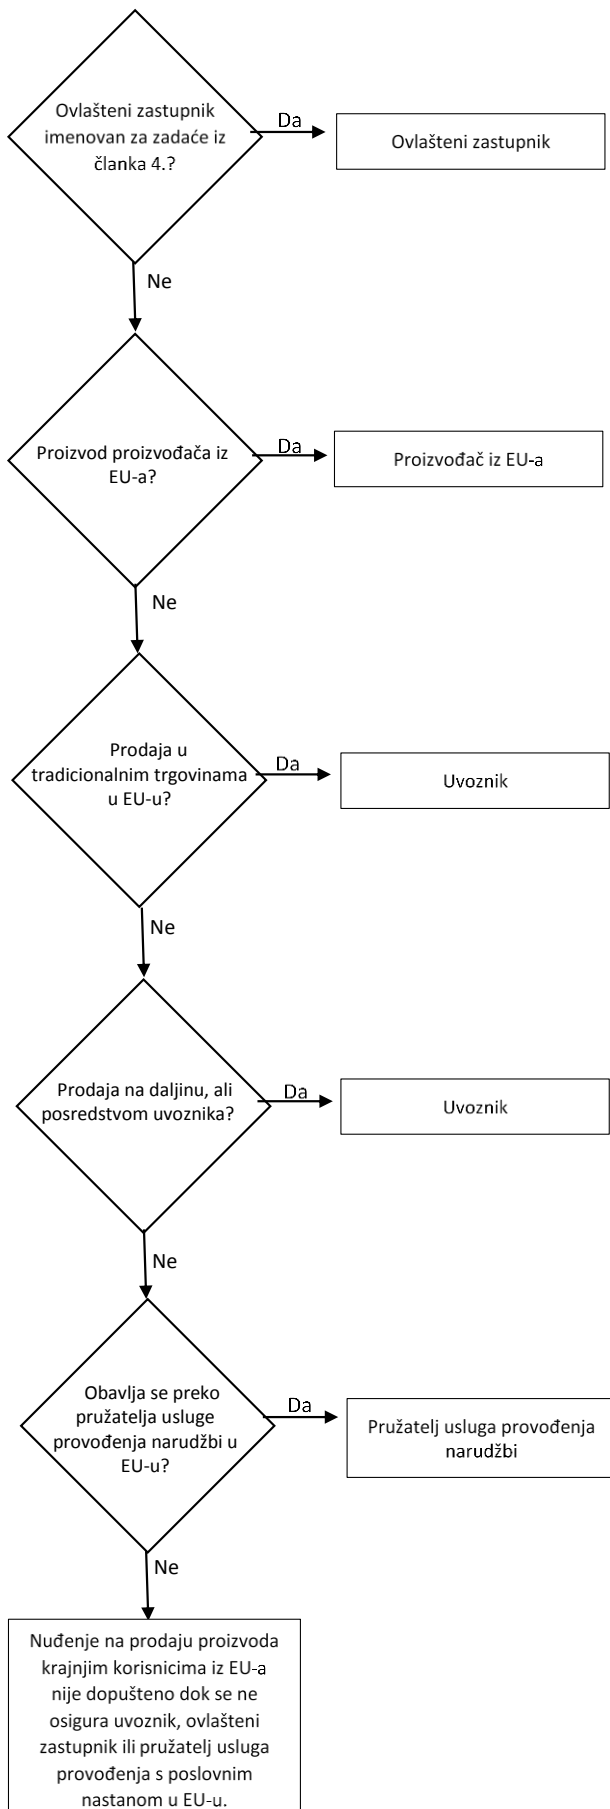 Ovlašteni zastupnik
imenovan za zadaće iz
članka 4.?
Da
Ovlašteni zastupnik
Ne
Proizvod proizvođača iz
EU-a?
Da
Proizvođač iz EU-a
Ne
Prodaja u
tradicionalnim trgovinama
u EU-u?
Da
Uvoznik
Ne
Prodaja na daljinu, ali
posredstvom uvoznika?
Da
Uvoznik
Ne
Obavlja se preko
pružatelja usluge
provođenja narudžbi u
EU-u?
Da
Pružatelj usluga provođenja
narudžbi
Ne
Nuđenje na prodaju proizvoda
krajnjim korisnicima iz EU-a
nije dopušteno dok se ne
osigura uvoznik, ovlašteni
zastupnik ili pružatelj usluga
provođenja s poslovnim
nastanom u EU-u.